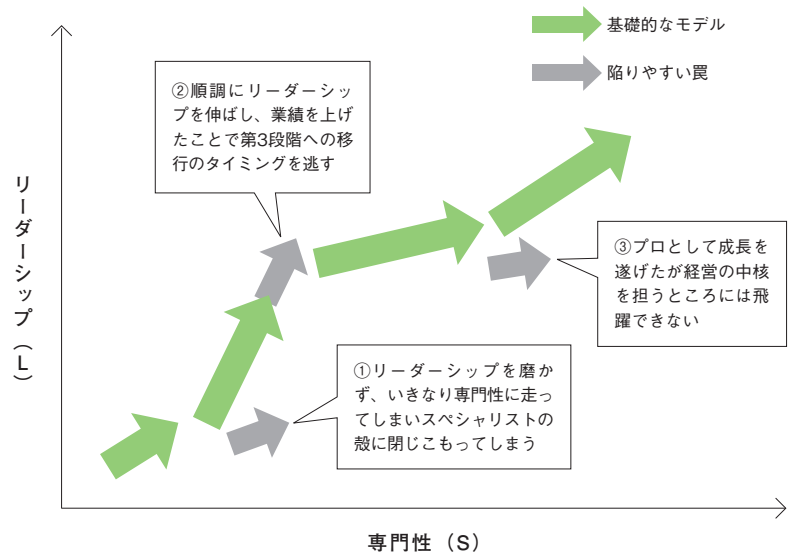 基礎的なモデル
陥りやすい罠
②順調にリーダーシッ
プを伸ばし、業績を上げ
たことで第3段階への移
行のタイミングを逃す
リーダーシップ（L）
③プロとして成長を
遂げたが経営の中核
を担うところには飛
躍できない
①リーダーシップを磨か
ず、いきなり専門性に走っ
てしまいスペシャリストの
殻に閉じこもってしまう
専門性（S）